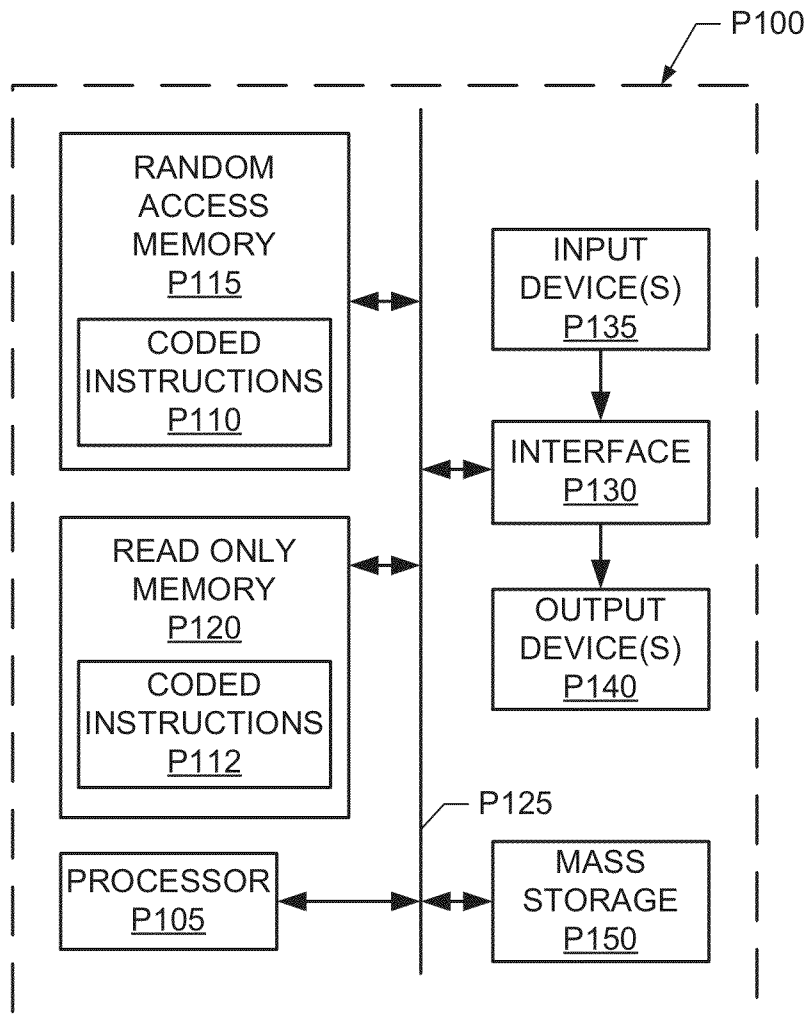 P100
RANDOM
ACCESS
MEMORY
P115
CODED
INSTRUCTIONS
P110
READ ONLY
MEMORY
P120
CODED
INSTRUCTIONS
P112
PROCESSOR
P105
INPUT
DEVICE(S)
P135
INTERFACE
P130
OUTPUT
DEVICE(S)
P140
P125
MASS
STORAGE
P150